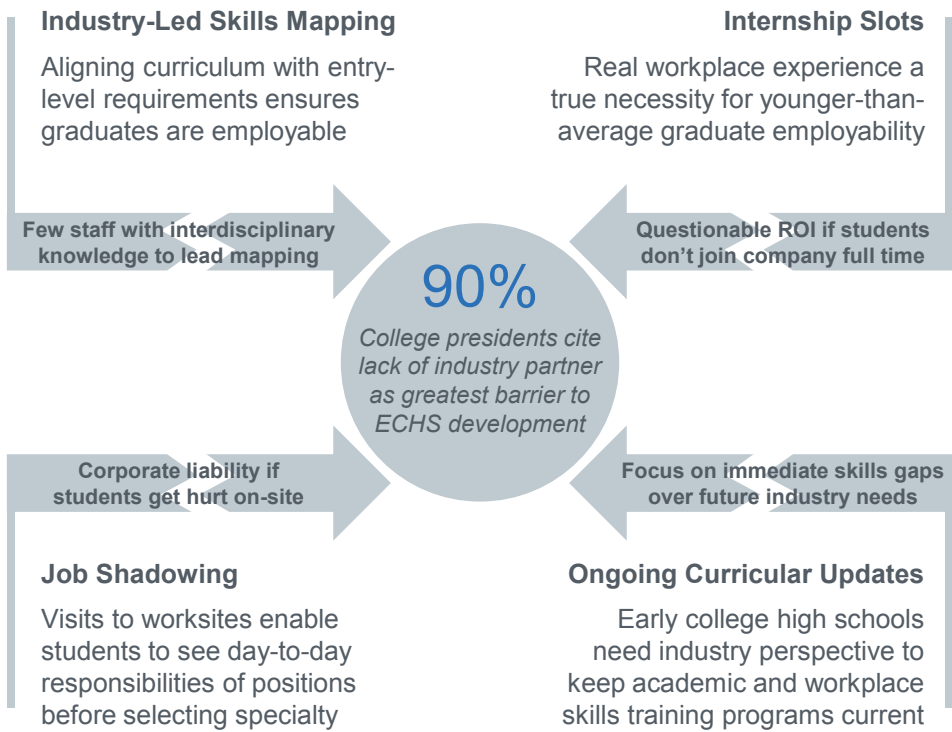 Industry-Led Skills Mapping
Aligning curriculum with entry-
level requirements ensures
graduates are employable
Few staff with interdisciplinary
knowledge to lead mapping
Internship Slots
Real workplace experience a
true necessity for younger-than-
average graduate employability
Questionable ROI if students
don’t join company full time
90%
College presidents cite
lack of industry partner
as greatest barrier to
ECHS development
Corporate liability if
students get hurt on-site
Job Shadowing
Visits to worksites enable
students to see day-to-day
responsibilities of positions
before selecting specialty
Focus on immediate skills gaps
over future industry needs
Ongoing Curricular Updates
Early college high schools
need industry perspective to
keep academic and workplace
skills training programs current